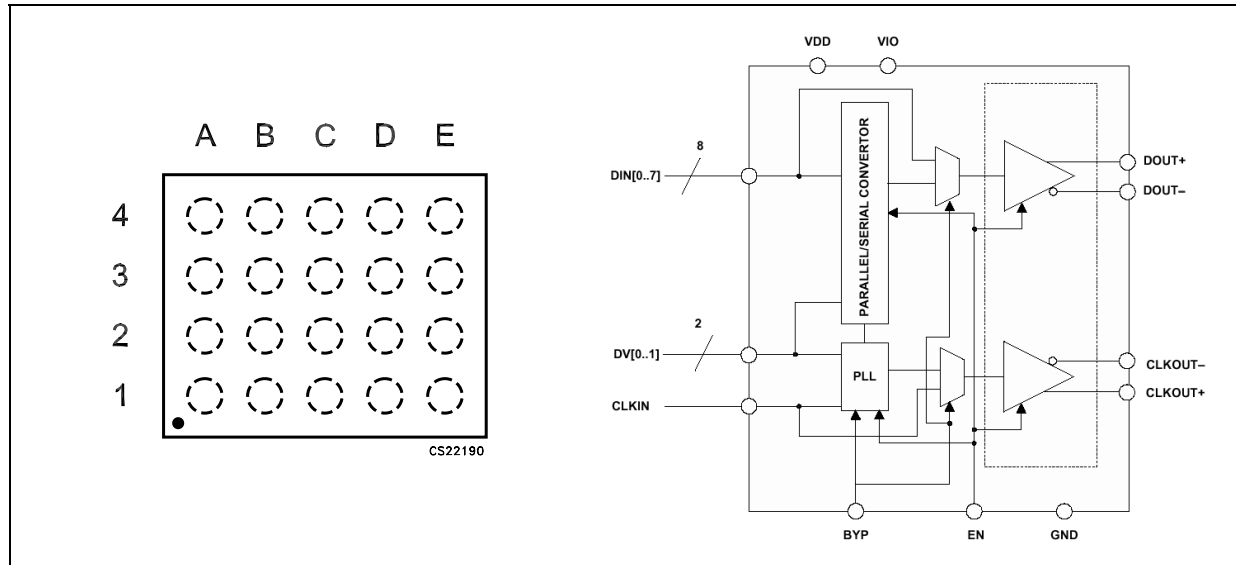 A B C D E
4
3
2
1
CS22190
VDD VIO
8
DIN[0..7]
PARALLEL/SERIAL CONVERTOR
DOUT+
DOUT–
2
DV[0..1]
PLL
CLKIN
CLKOUT–
CLKOUT+
BYP EN GND